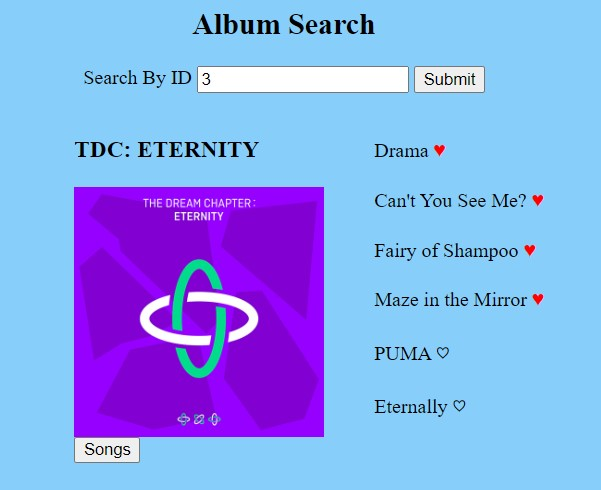 Album Search
Search By ID 3 Submit
TDC: ETERNITY
THE DREAM CHAPTER:
ETERNITY
Songs
Drama ♥
Can't You See Me? ♥
Fairy of Shampoo ♥
Maze in the Mirror ♥
PUMA ♡
Eternally ♡